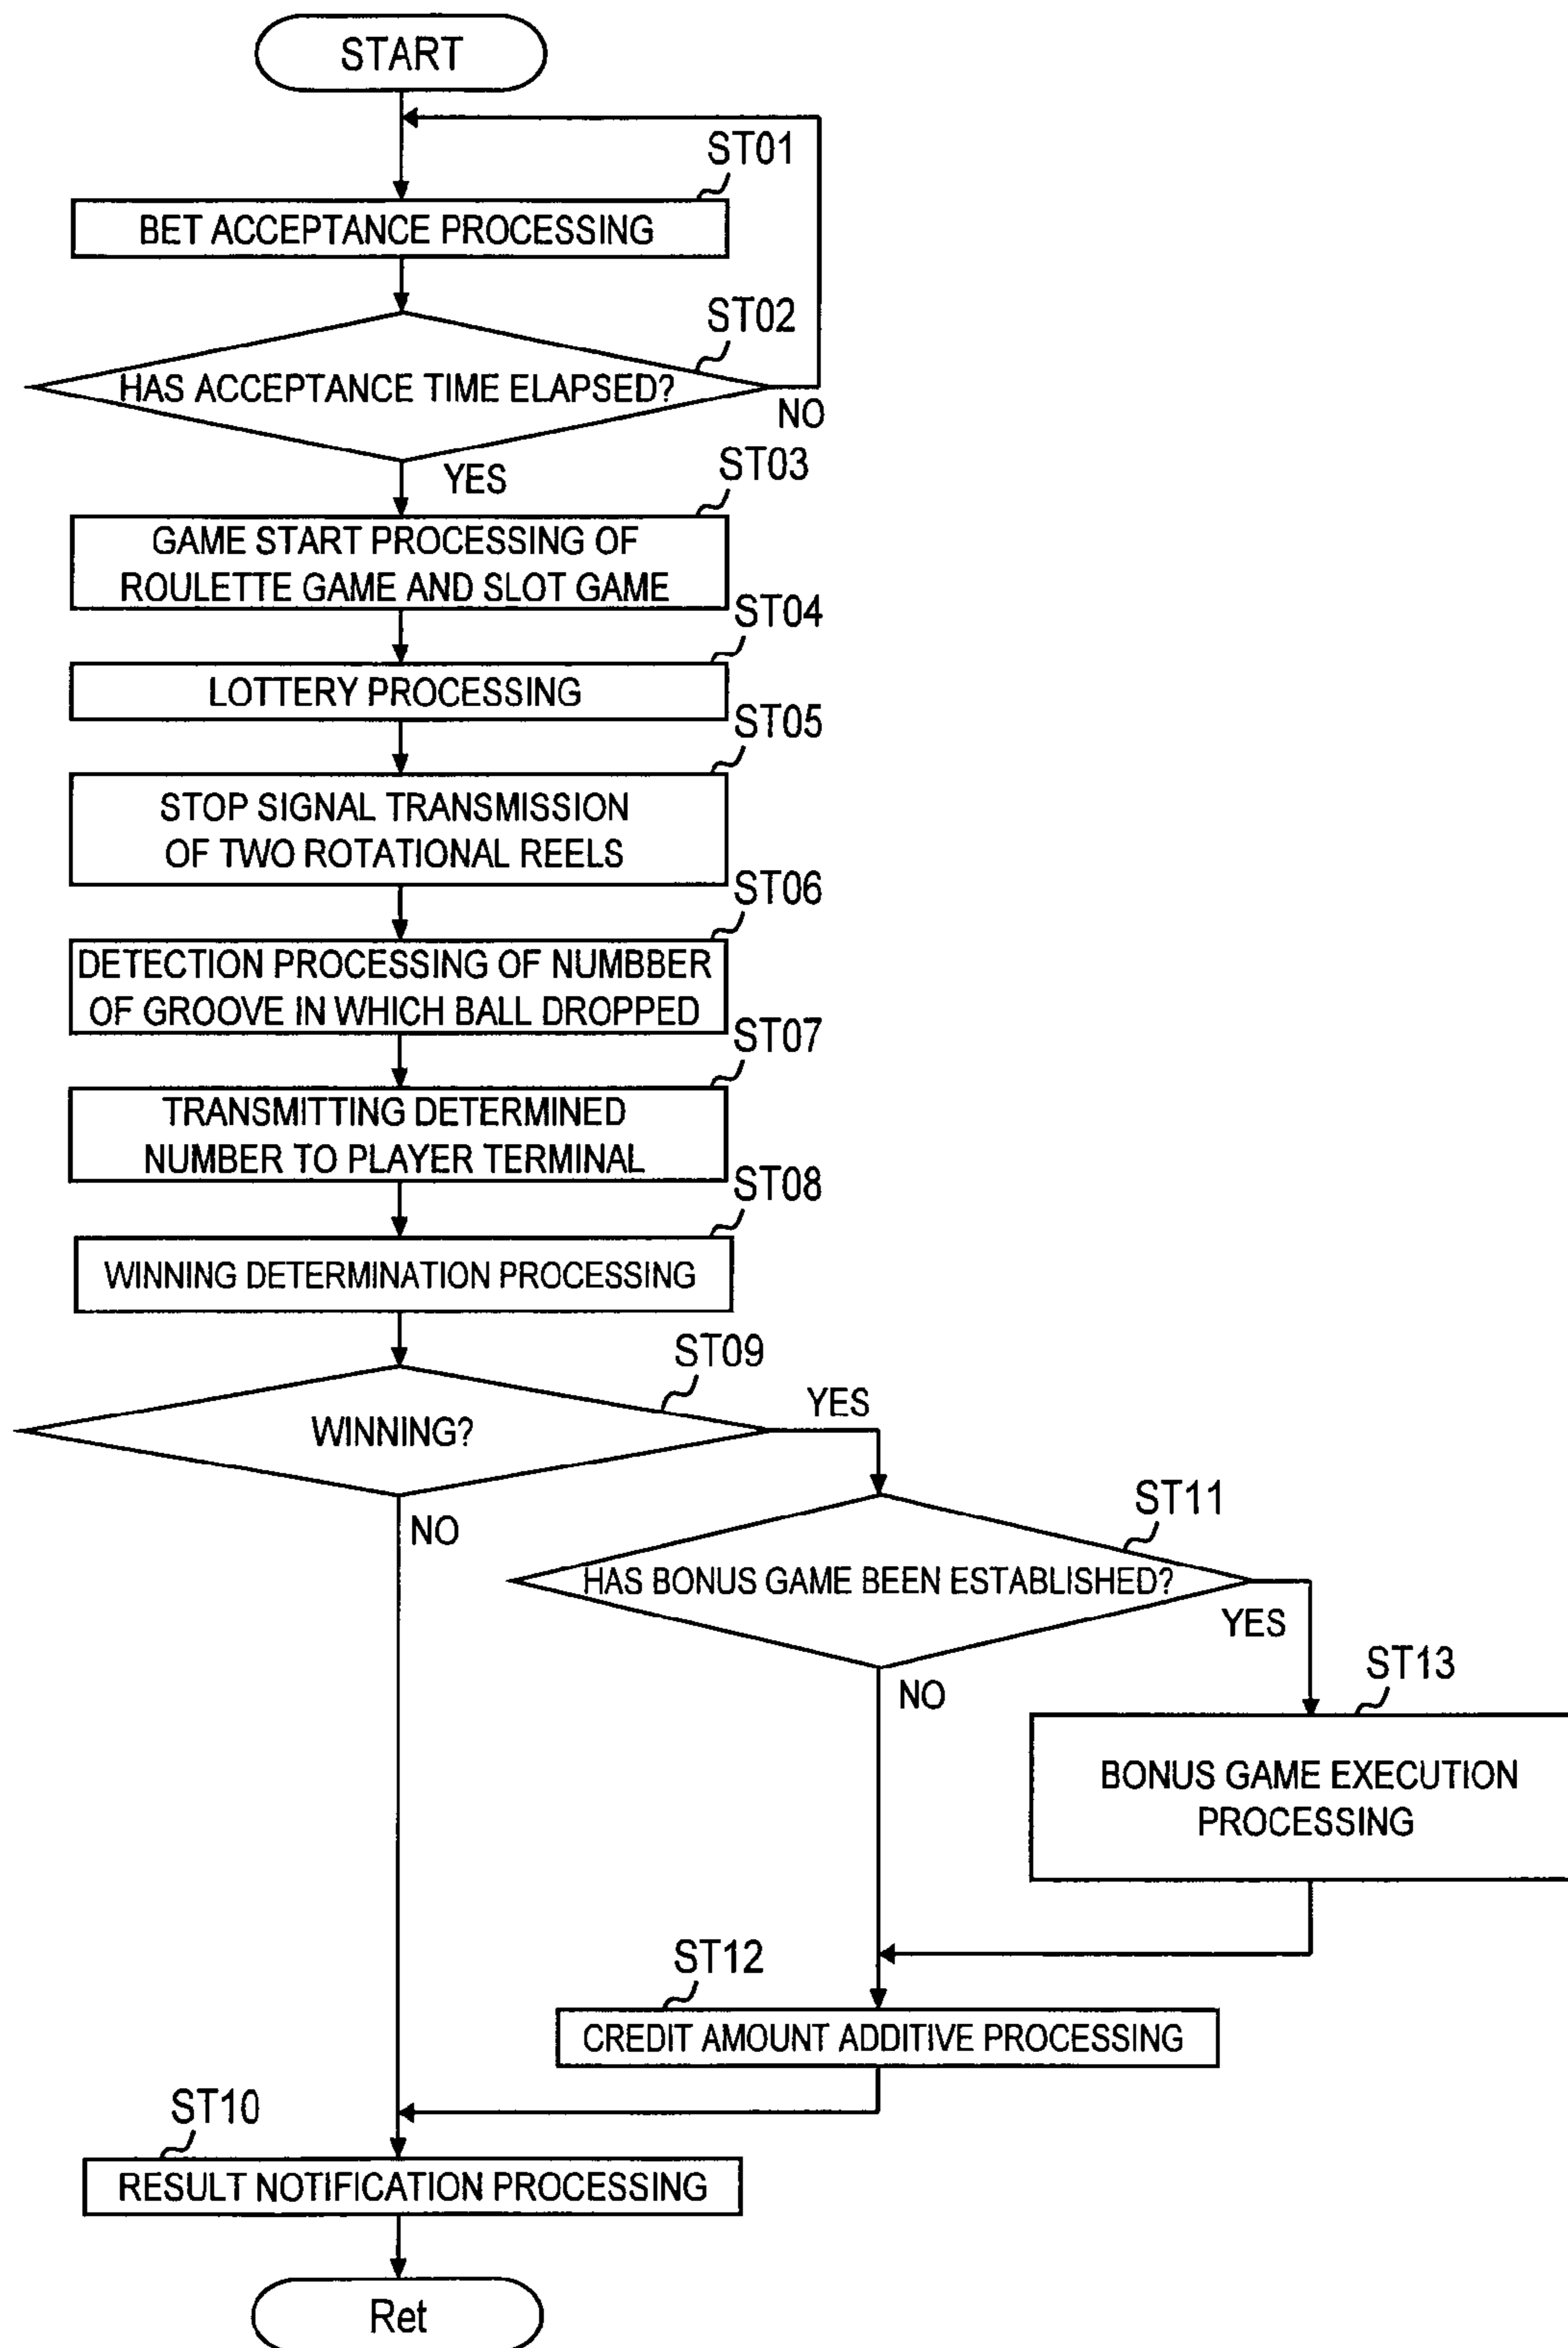 START
ST01
BET ACCEPTANCE PROCESSING
ST02
HAS ACCEPTANCE TIME ELAPSED?
NO
YES
ST03
GAME START PROCESSING OF
ROULETTE GAME AND SLOT GAME
ST04
LOTTERY PROCESSING
ST05
STOP SIGNAL TRANSMISSION
OF TWO ROTATIONAL REELS
ST06
DETECTION PROCESSING OF NUMBBER
OF GROOVE IN WHICH BALL DROPPED
ST07
TRANSMITTING DETERMINED
NUMBER TO PLAYER TERMINAL
ST08
WINNING DETERMINATION PROCESSING
ST09
WINNING?
YES
NO
ST11
HAS BONUS GAME BEEN ESTABLISHED?
YES
NO
ST13
BONUS GAME EXECUTION
PROCESSING
ST12
CREDIT AMOUNT ADDITIVE PROCESSING
ST10
RESULT NOTIFICATION PROCESSING
Ret